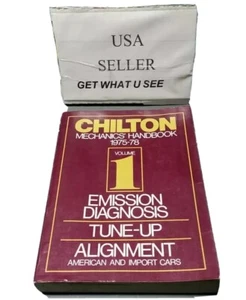 USA
SELLER
GET WHAT U SEE
CHILTON
MECHANICS' HANDBOOK
1975-78
VOLUME
1
EMISSION
DIAGNOSIS
TUNE-UP
ALIGNMENT
AMERICAN AND IMPORT CARS